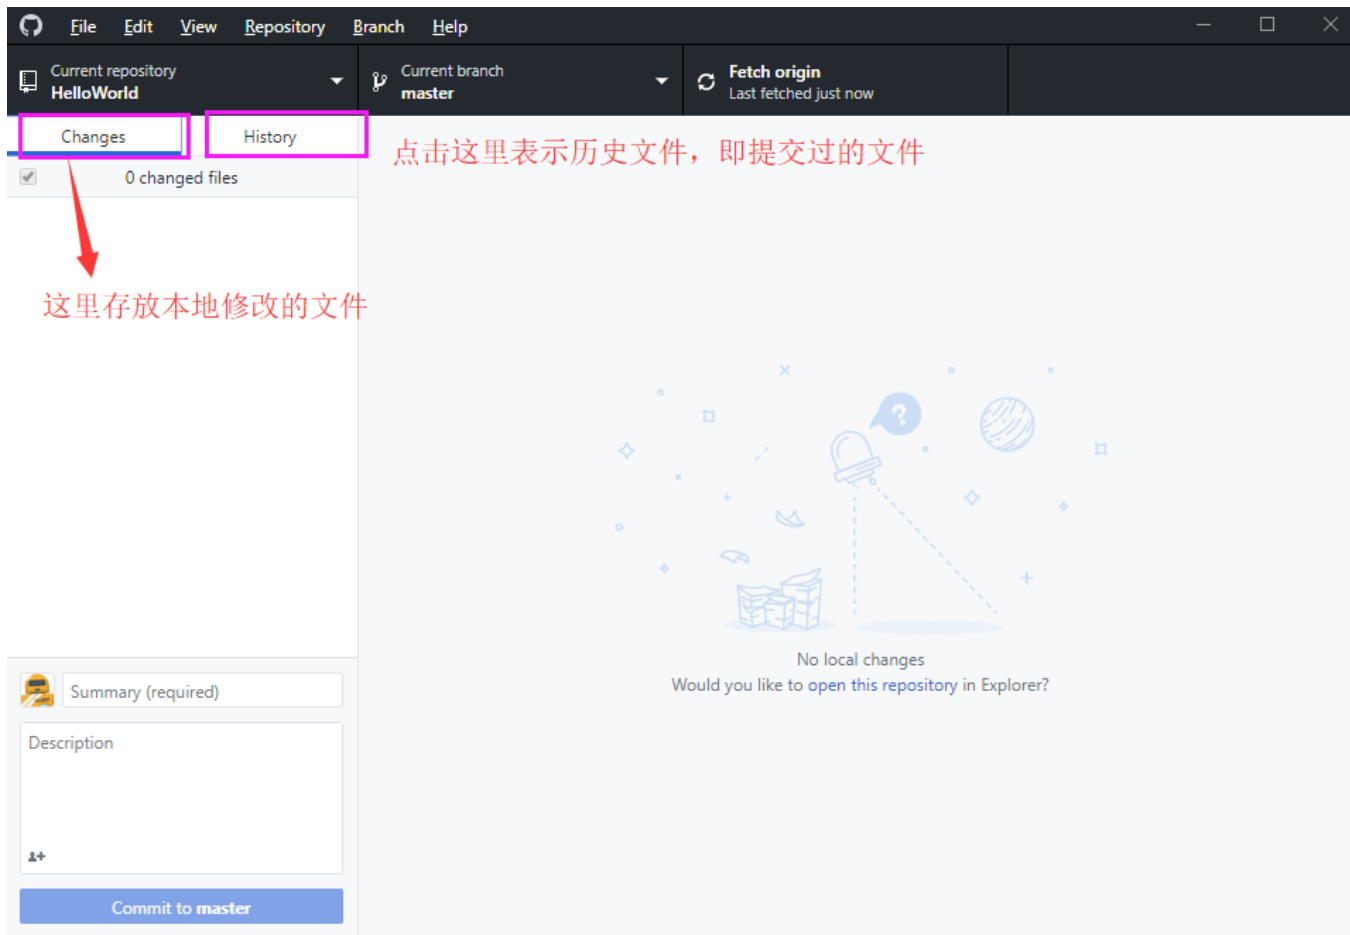 File Edit View Repository Branch Help
Current repository
HelloWorld
Current branch
master
Fetch origin
Last fetched just now
Changes
History
点击这里表示历史文件，即提交过的文件
0 changed files
这里存放本地修改的文件
?
No local changes
Would you like to open this repository in Explorer?
Summary (required)
Description
Commit to master